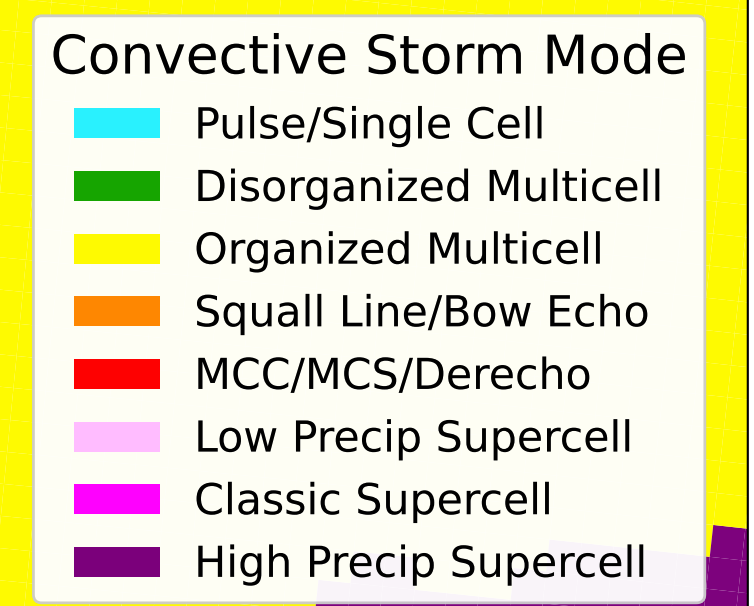 Convective Storm Mode
Pulse/Single Cell
Disorganized Multicell
Organized Multicell
Squall Line/Bow Echo
MCC/MCS/Derecho
Low Precip Supercell
Classic Supercell
High Precip Supercell